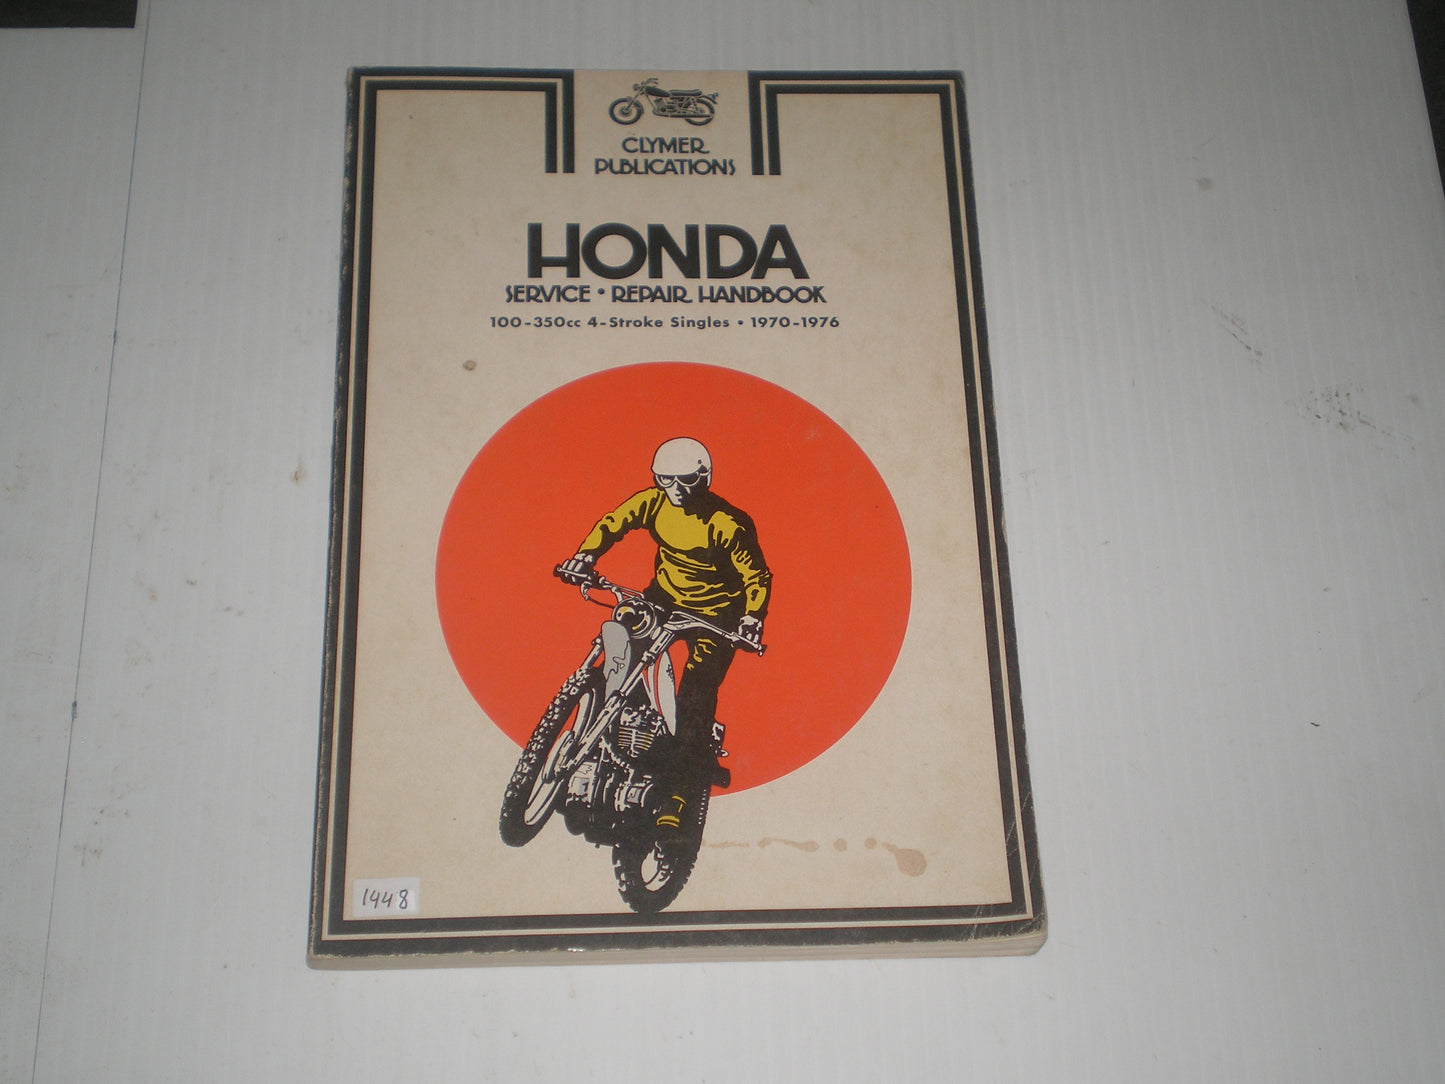 CLYMER
PUBLICATIONS
HONDA
SERVICE • REPAIR HANDBOOK
100-350cc 4-Stroke Singles • 1970-1976
1448